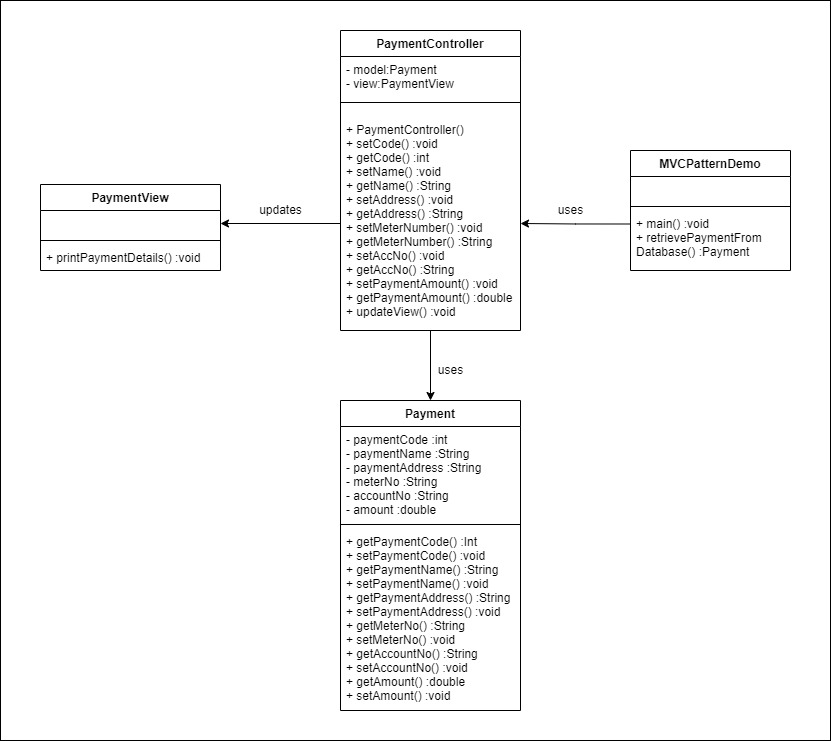 PaymentController
- model:Payment
- view:PaymentView
+ PaymentController()
+ setCode() :void
+ getCode() :int
+ setName() :void
+ getName() :String
+ setAddress() :void
+ getAddress() :String
+ setMeterNumber() :void
+ getMeterNumber() :String
+ setAccNo() :void
+ getAccNo() :String
+ setPaymentAmount() :void
+ getPaymentAmount() :double
+ updateView() :void
MVCPatternDemo
+ main() :void
+ retrievePaymentFrom
Database() :Payment
PaymentView
+ printPaymentDetails() :void
updates
uses
uses
Payment
- paymentCode :int
- paymentName :String
- paymentAddress :String
- meterNo :String
- accountNo :String
- amount :double
+ getPaymentCode() :Int
+ setPaymentCode() :void
+ getPaymentName() :String
+ setPaymentName() :void
+ getPaymentAddress() :String
+ setPaymentAddress() :void
+ getMeterNo() :String
+ setMeterNo() :void
+ getAccountNo() :String
+ setAccountNo() :void
+ getAmount() :double
+ setAmount() :void